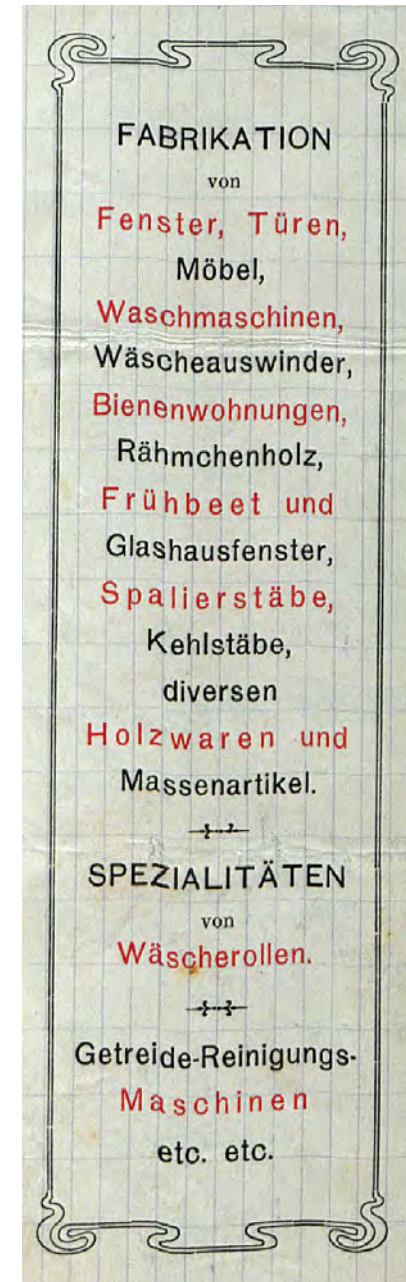 FABRIKATION
von
Fenster, Türen,
Möbel,
Waschmaschinen,
Wäscheauswinder,
Bienenwohnungen,
Rähmchenholz,
Frühbeet und
Glashausfenster,
Spalierstäbe,
Kehlstäbe,
diversen
Holzwaren und
Massenartikel.
SPEZIALITÄTEN
von
Wäscherollen.
Getreide-Reinigungs-
Maschinen
etc. etc.